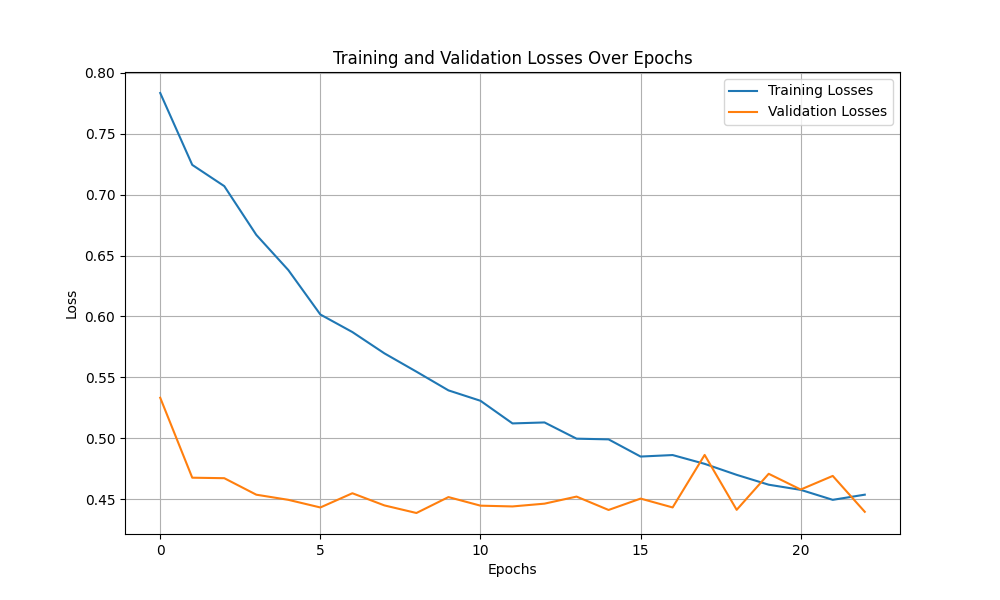 Training and Validation Losses Over Epochs
Training Losses
Validation Losses
0.80
0.75
0.70
0.65
0.60
0.55
0.50
0.45
Loss
0
5
10
15
20
Epochs